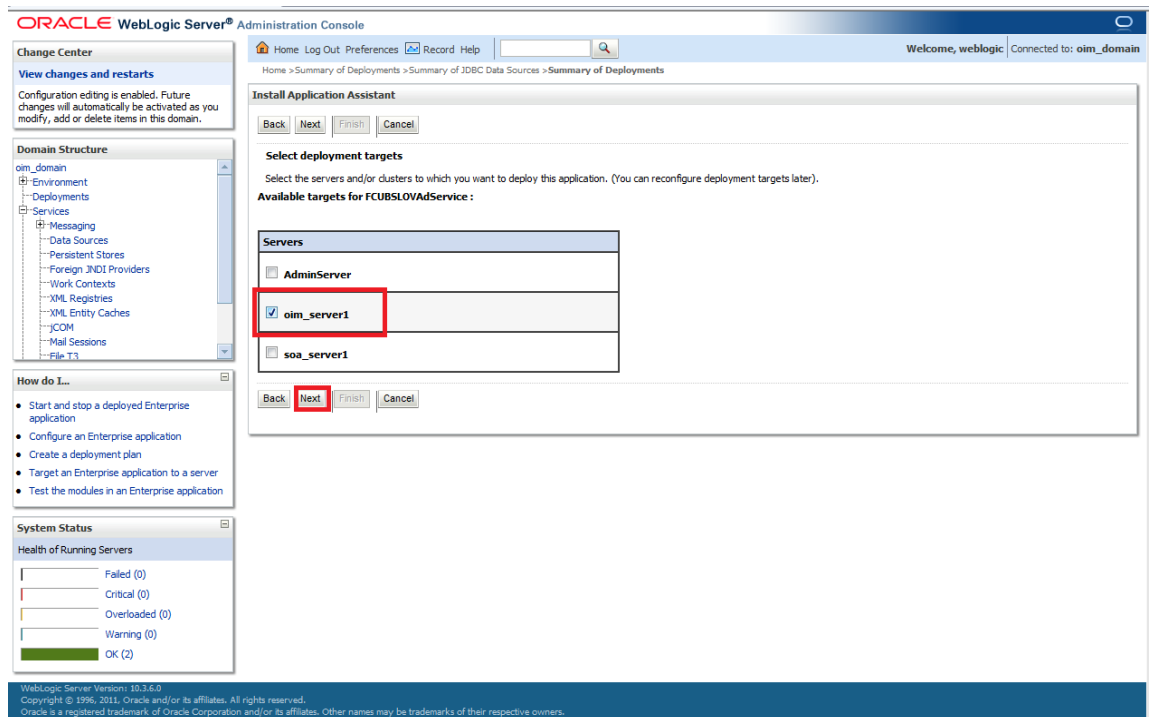 ORACLE WebLogic Server® Administration Console
Change Center
View changes and restarts
Configuration editing is enabled. Future
changes will automatically be activated as you
modify, add or delete items in this domain.
Domain Structure
oim_domain
Environment
Deployments
Services
Messaging
Data Sources
Persistent Stores
Foreign JNDI Providers
Work Contexts
XML Registries
XML Entity Caches
jCOM
Mail Sessions
File T3
How do I...
Start and stop a deployed Enterprise
application
Configure an Enterprise application
Create a deployment plan
Target an Enterprise application to a server
Test the modules in an Enterprise application
System Status
Health of Running Servers
Failed (0)
Critical (0)
Overloaded (0)
Warning (0)
OK (2)
Home Log Out Preferences Record Help
Welcome, weblogic Connected to: oim_domain
Home >Summary of Deployments >Summary of JDBC Data Sources >Summary of Deployments
Install Application Assistant
Back Next Finish Cancel
Select deployment targets
Select the servers and/or clusters to which you want to deploy this application. (You can reconfigure deployment targets later).
Available targets for FCUBSLOVAdService :
Servers
AdminServer
oim_server1
soa_server1
Back Next Finish Cancel
WebLogic Server Version: 10.3.6.0
Copyright © 1996, 2011, Oracle and/or its affiliates. All rights reserved.
Oracle is a registered trademark of Oracle Corporation and/or its affiliates. Other names may be trademarks of their respective owners.